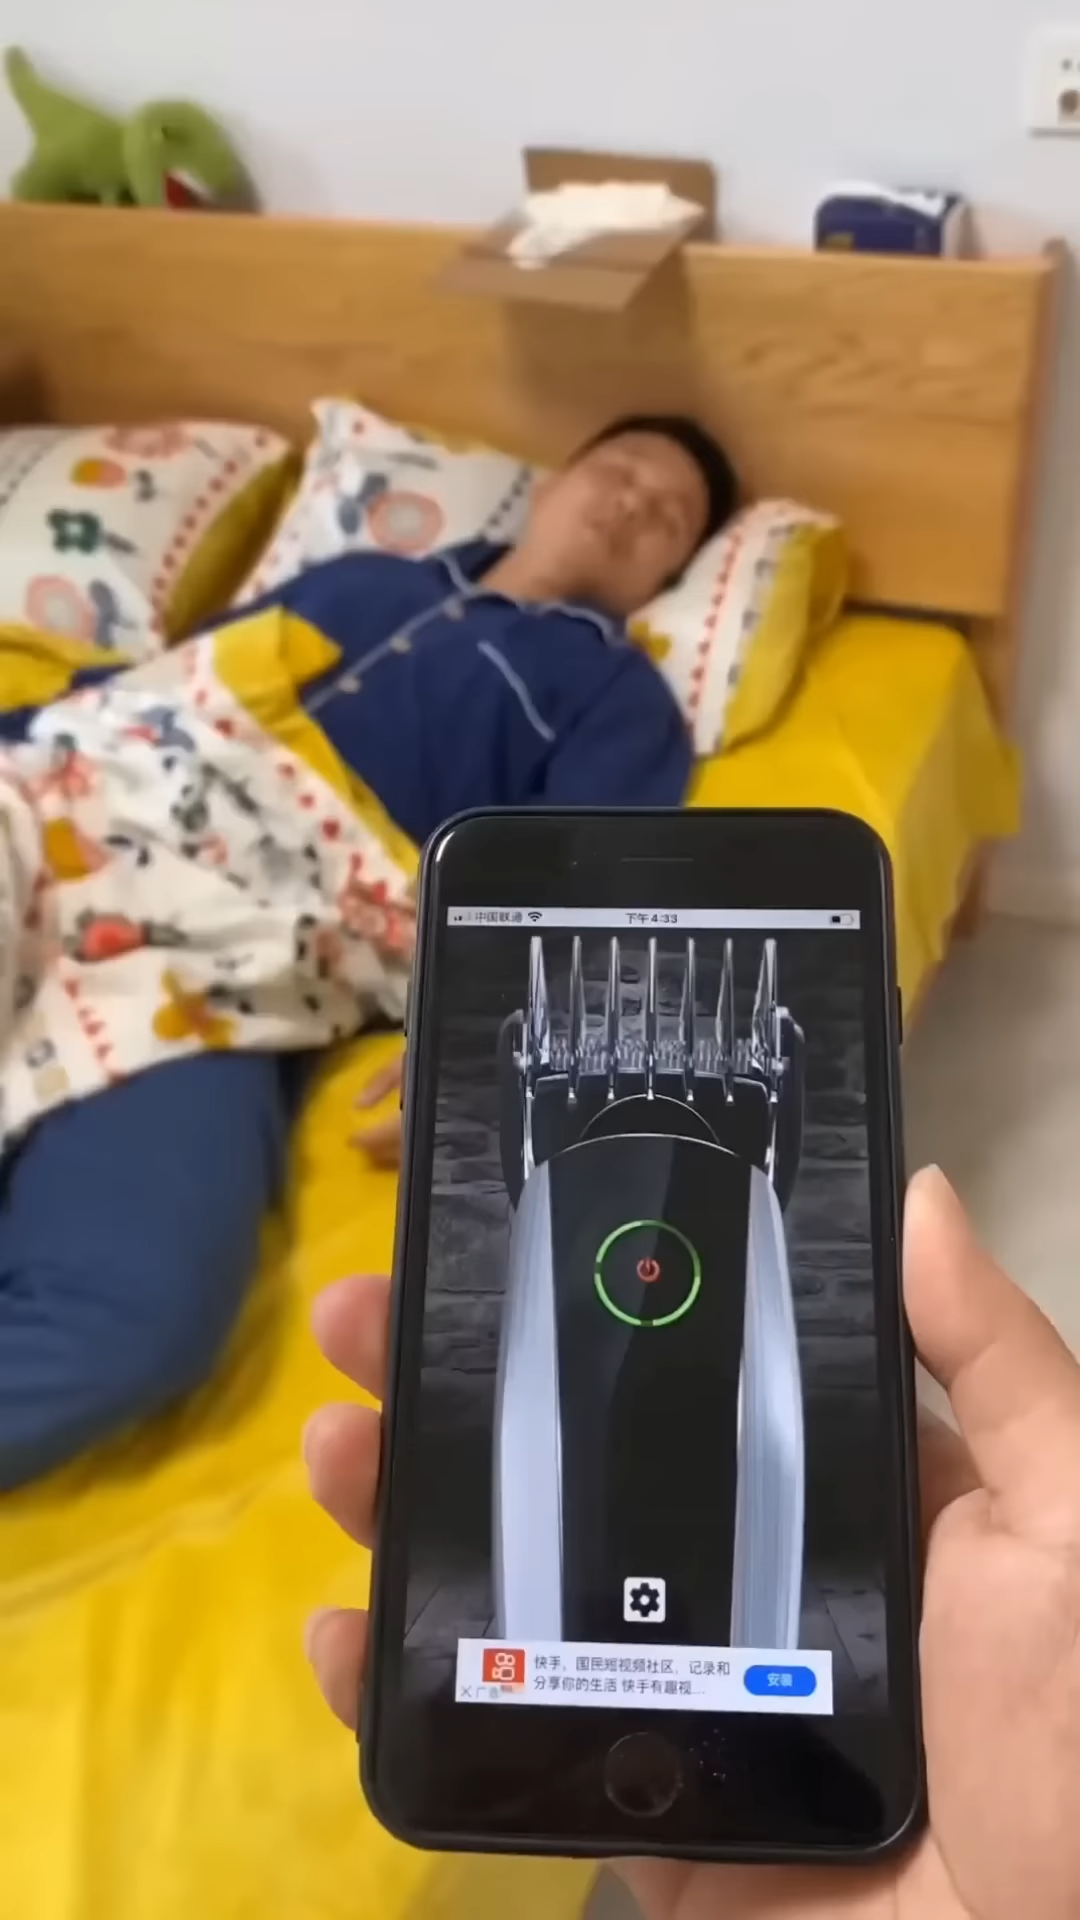 中国联通
下午4:33
快手，国民短视频社区，记录和
分享你的生活 快手有趣视...
安装
广告